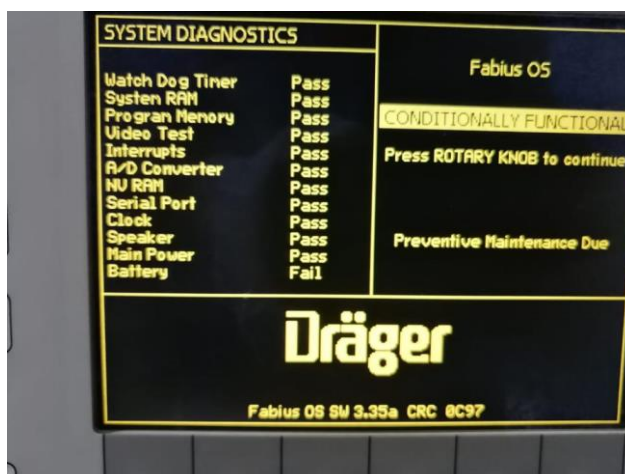 SYSTEM DIAGNOSTICS
Watch Dog Timer Pass
System RAM Pass
Program Memory Pass
Video Test Pass
Interrupts Pass
A/D Converter Pass
NV RAM Pass
Serial Port Pass
Clock Pass
Speaker Pass
Main Power Pass
Battery Fail
Fabius OS
CONDITIONALLY FUNCTIONAL
Press ROTARY KNOB to continue
Preventive Maintenance Due
Dräger
Fabius OS SW 3.35a CRC 0C97